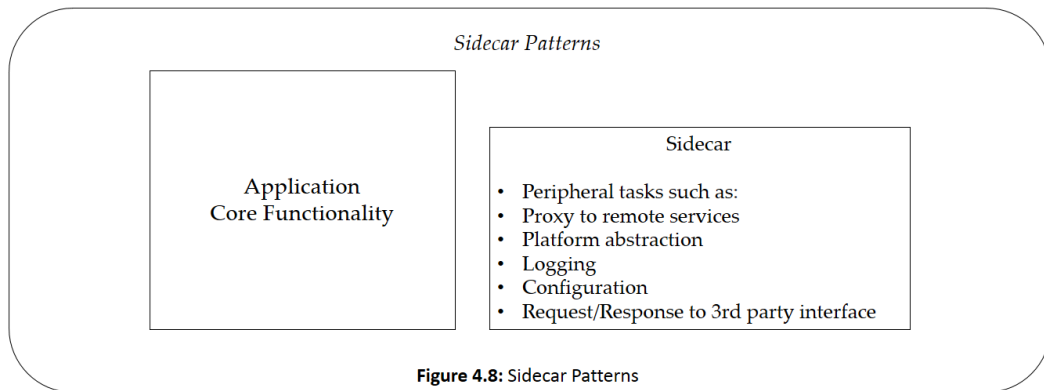 Sidecar Patterns
Application
Core Functionality
Sidecar
• Peripheral tasks such as:
• Proxy to remote services
• Platform abstraction
• Logging
• Configuration
• Request/Response to 3rd party interface
Figure 4.8: Sidecar Patterns